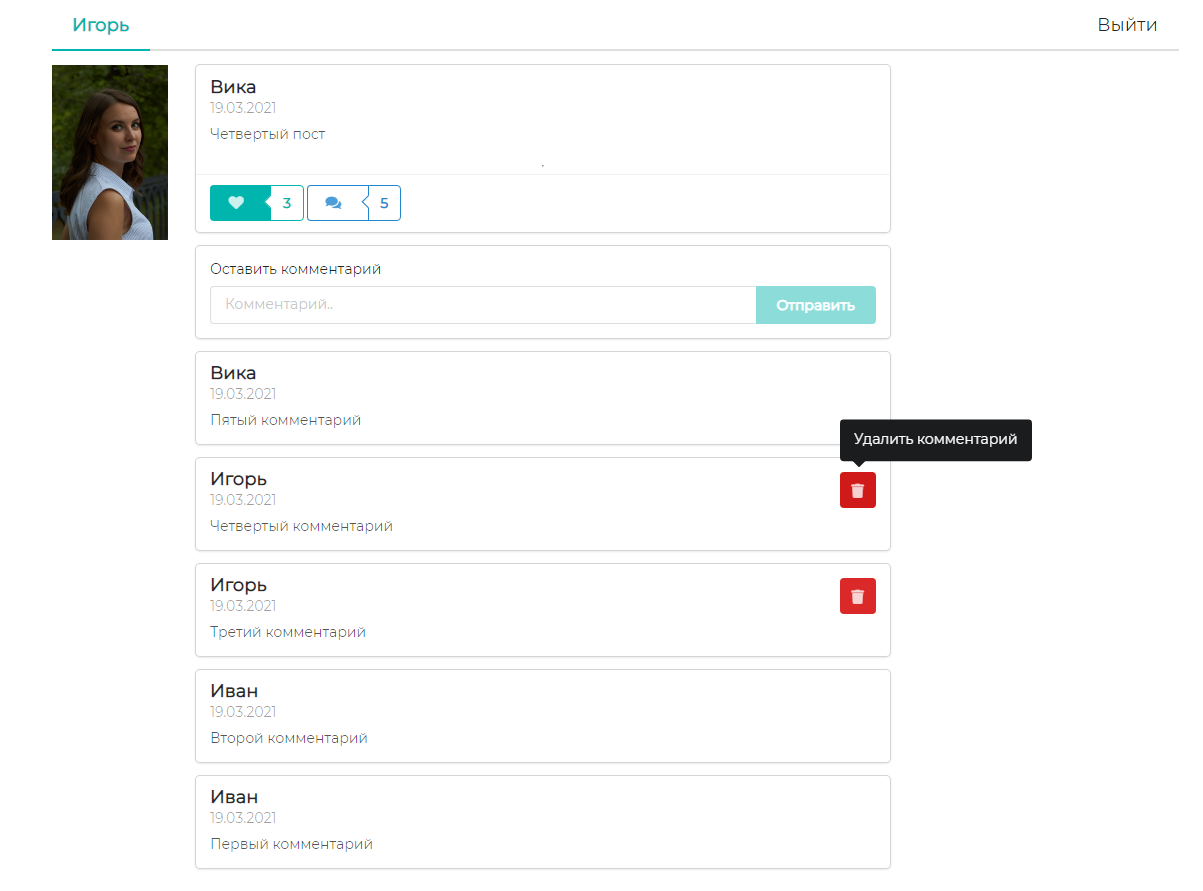 Игорь
Выйти
Вика
19.03.2021
Четвертый пост
3
5
Оставить комментарий
Комментарий..
Отправить
Вика
19.03.2021
Пятый комментарий
Удалить комментарий
Игорь
19.03.2021
Четвертый комментарий
Игорь
19.03.2021
Третий комментарий
Иван
19.03.2021
Второй комментарий
Иван
19.03.2021
Первый комментарий